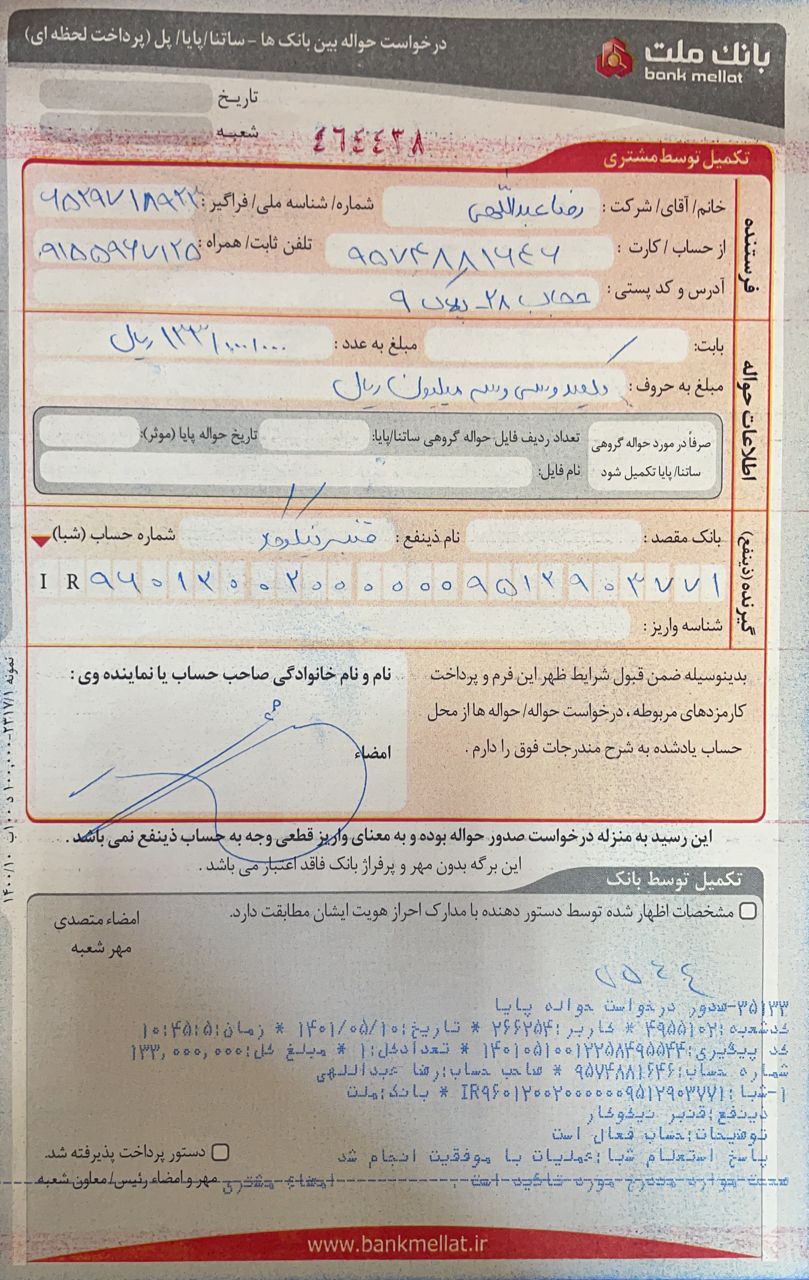 بانک ملت
bank mellat
درخواست حواله بین بانک ها - ساتنا/پایا/ پل (پرداخت لحظه ای)
تاریخ
شعبه
۴۶۴۴۳۸
تکمیل توسط مشتری
فرستنده
خانم/ آقای/ شرکت : رضا عبداللهی شماره/ شناسه ملی/ فراگیر :
از حساب / کارت : ۹۵۷۴۸۸۱۶۴۶ تلفن ثابت/ همراه : ۰۹۱۵۵۹۶۷۱۲۵
آدرس و کد پستی : حجاب ۲۸ - پلاک ۹
اطلاعات حواله
بابت: مبلغ به عدد : ۱۳۳/۰۰۰/۰۰۰ ریال
مبلغ به حروف : یکصد و سی و سه میلیون ریال
صرفاً در مورد حواله گروهی ساتنا/ پایا تکمیل شود
تعداد ردیف فایل حواله گروهی ساتنا/پایا: تاریخ حواله پایا (موثر):
نام فایل:
گیرنده (ذینفع)
بانک مقصد : نام ذینفع : قنبر نیکوکار شماره حساب (شبا)
IR ۹۶۰۱۲۰۰۲۰۰۰۰۰۰۹۵۱۲۹۰۳۷۷۱
شناسه واریز :
بدینوسیله ضمن قبول شرایط ظهر این فرم و پرداخت
کارمزدهای مربوطه ، درخواست حواله/ حواله ها از محل
حساب یادشده به شرح مندرجات فوق را دارم .
نام و نام خانوادگی صاحب حساب یا نماینده وی :
امضاء
این رسید به منزله درخواست صدور حواله بوده و به معنای واریز قطعی وجه به حساب ذینفع نمی باشد .
این برگه بدون مهر و پرفراژ بانک فاقد اعتبار می باشد .
تکمیل توسط بانک
مشخصات اظهار شده توسط دستور دهنده با مدارک احراز هویت ایشان مطابقت دارد.
امضاء متصدی
مهر شعبه
۳۵۱۳۳-صدور درخواست حواله پایا
کدشعبه:۴۹۵۵۱۰۲ * کاربر:۲۶۶۲۵۴ * تاریخ:۱۴۰۱/۰۵/۱۰ * زمان:۱۰:۴۵:۵
کد پیگیری:۱۴۰۱۰۵۱۰۰۱۲۲۵۸۴۹۵۵۴۴ * تعدادکل:۱ * مبلغ کل:۱۳۳,۰۰۰,۰۰۰
شماره حساب:۹۵۷۴۸۸۱۶۴۶ * صاحب حساب:رضا عبداللهی
۱-شبا:IR۹۶۰۱۲۰۰۲۰۰۰۰۰۰۹۵۱۲۹۰۳۷۷۱ * بانک:ملت
ذینفع:قنبر نیکوکار
توضیحات:حساب فعال است
پاسخ استعلام شبا:عملیات با موفقیت انجام شد
صحت موارد مندرج مورد تائید است . امضاء مشتری
دستور پرداخت پذیرفته شد.
مهر و امضاء رئیس/ معاون شعبه
www.bankmellat.ir